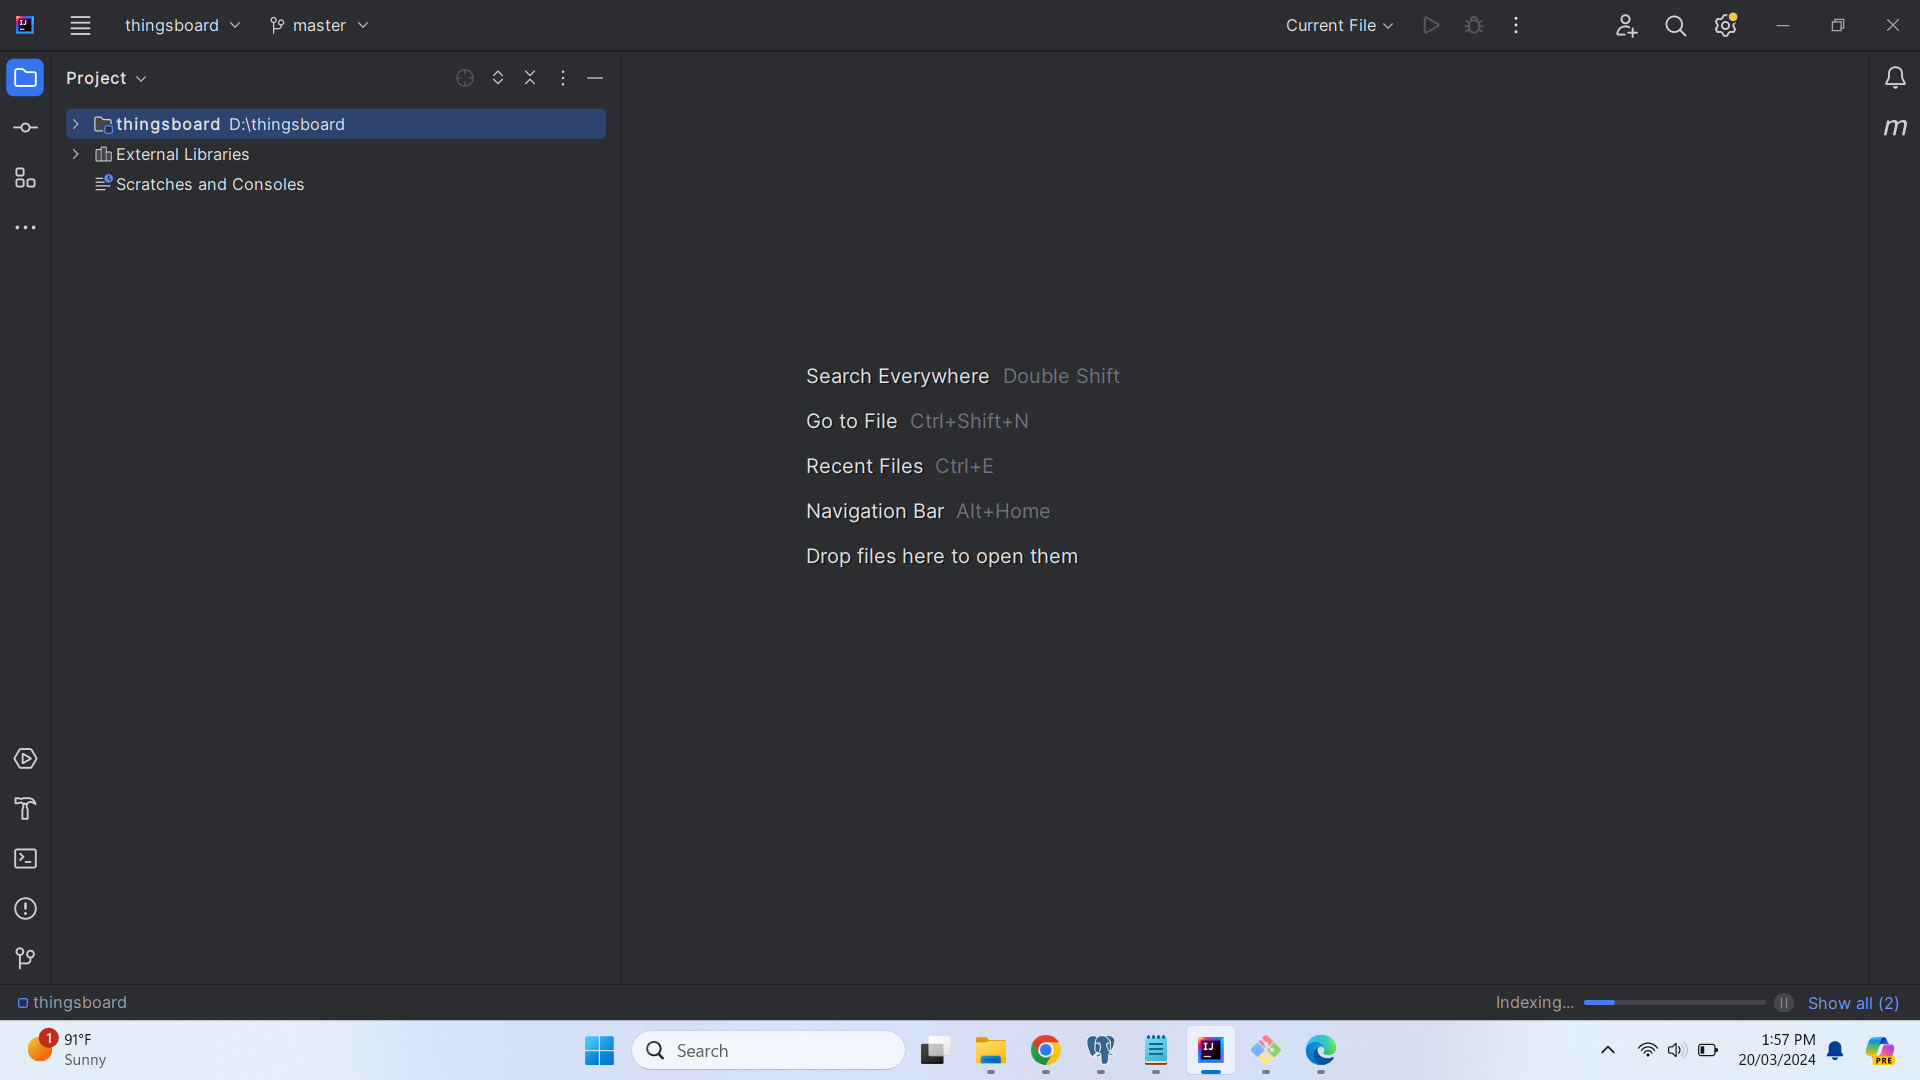 thingsboard
master
Current File
Project
thingsboard D:\thingsboard
External Libraries
Scratches and Consoles
m
Search Everywhere Double Shift
Go to File Ctrl+Shift+N
Recent Files Ctrl+E
Navigation Bar Alt+Home
Drop files here to open them
thingsboard
Indexing... Show all (2)
1
91°F
Sunny
Search
IJ
1:57 PM
20/03/2024
PRE